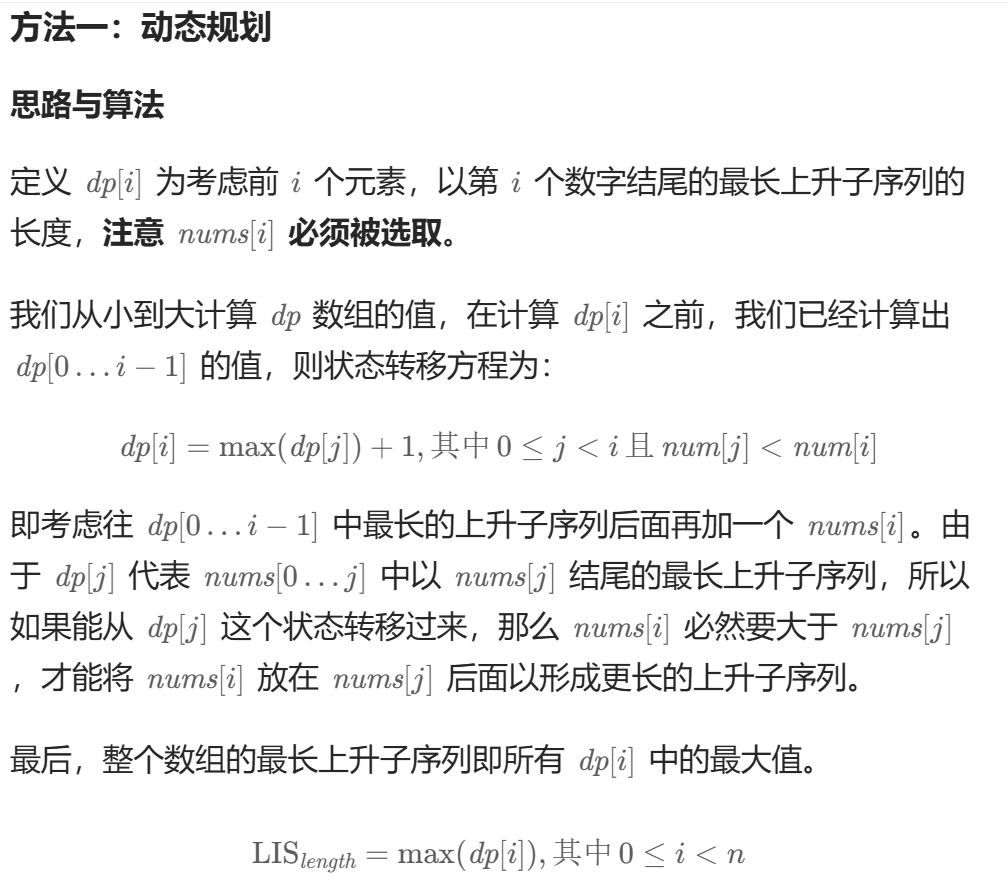 方法一：动态规划
思路与算法
定义 dp[i] 为考虑前 i 个元素，以第 i 个数字结尾的最长上升子序列的
长度，注意 nums[i] 必须被选取。
我们从小到大计算 dp 数组的值，在计算 dp[i] 之前，我们已经计算出
dp[0…i − 1] 的值，则状态转移方程为：
dp[i] = max(dp[j]) + 1, 其中 0 ≤ j < i 且 num[j] < num[i]
即考虑往 dp[0…i − 1] 中最长的上升子序列后面再加一个 nums[i]。由
于 dp[j] 代表 nums[0…j] 中以 nums[j] 结尾的最长上升子序列，所以
如果能从 dp[j] 这个状态转移过来，那么 nums[i] 必然要大于 nums[j]
，才能将 nums[i] 放在 nums[j] 后面以形成更长的上升子序列。
最后，整个数组的最长上升子序列即所有 dp[i] 中的最大值。
LIS_length = max(dp[i]), 其中 0 ≤ i < n